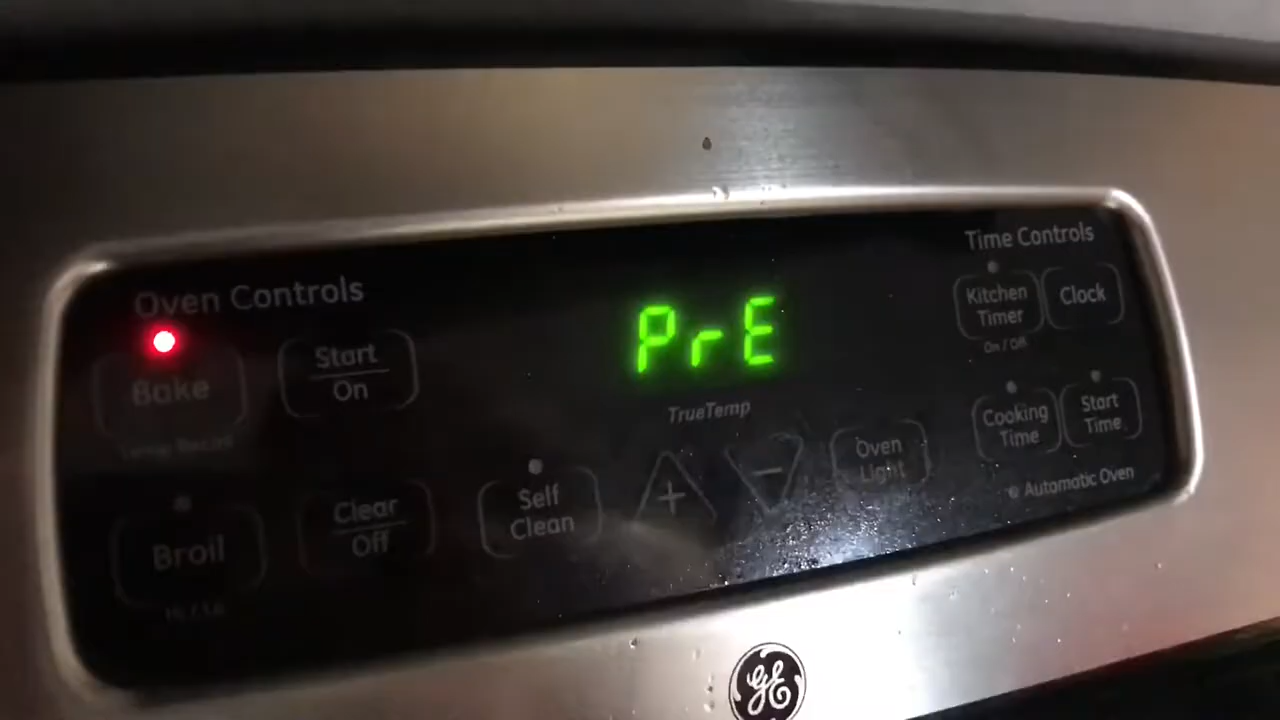 Oven Controls
Bake
Start
On
Broil
Clear
Off
Self
Clean
PrE
TrueTemp
+
−
Oven
Light
Time Controls
Kitchen
Timer
On / Off
Clock
Cooking
Time
Start
Time
Automatic Oven
GE